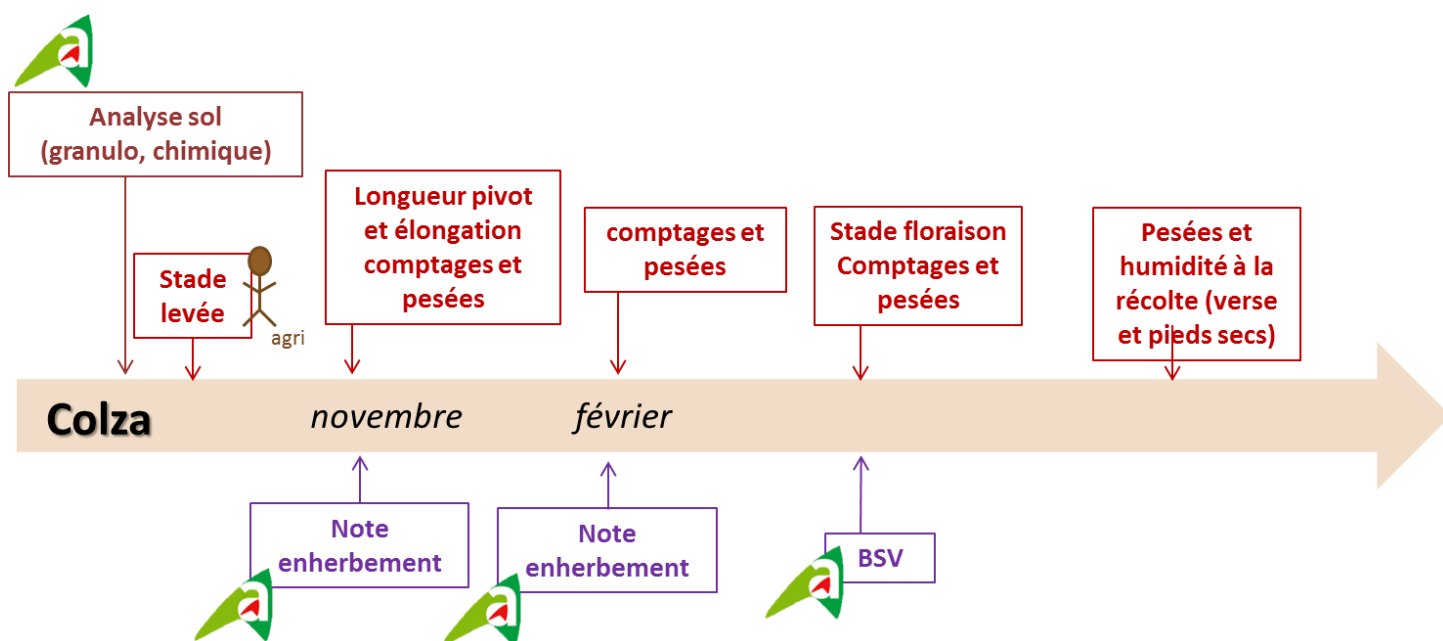 Analyse sol
(granulo, chimique)
Stade
levée
agri
Longueur pivot
et élongation
comptages et
pesées
comptages et
pesées
Stade floraison
Comptages et
pesées
Pesées et
humidité à la
récolte (verse
et pieds secs)
Colza
novembre
février
Note
enherbement
Note
enherbement
BSV